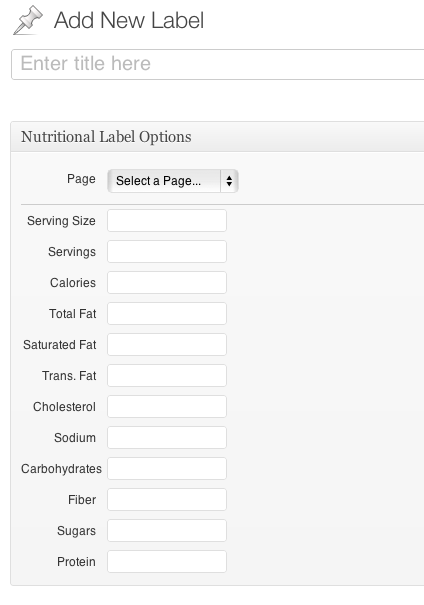 Add New Label
Enter title here
Nutritional Label Options
Page Select a Page...
Serving Size
Servings
Calories
Total Fat
Saturated Fat
Trans. Fat
Cholesterol
Sodium
Carbohydrates
Fiber
Sugars
Protein